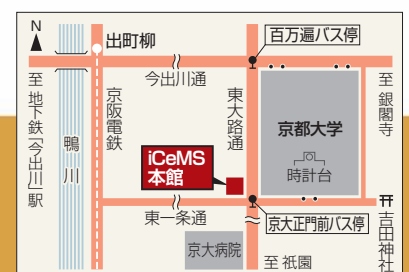 N
出町柳
百万遍バス停
今出川通
至 地下鉄「今出川」駅
鴨川
京阪電鉄
東大路通
京都大学
時計台
至 銀閣寺
iCeMS
本館
東一条通
京大正門前バス停
吉田神社
京大病院
至 祇園